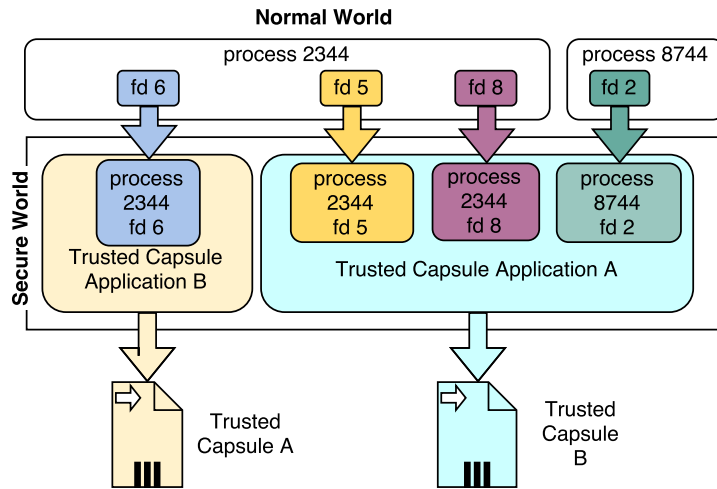 Normal World
process 2344
process 8744
fd 6
fd 5
fd 8
fd 2
Secure World
process
2344
fd 6
process
2344
fd 5
process
2344
fd 8
process
8744
fd 2
Trusted Capsule
Application B
Trusted Capsule Application A
Trusted
Capsule A
Trusted
Capsule
B